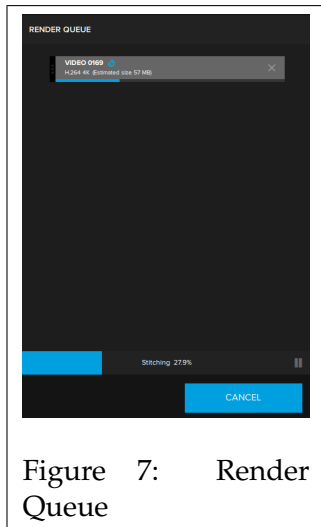 RENDER QUEUE
VIDEO 0169
H.264 4K (Estimated size 57 MB)
Stitching 27.9%
CANCEL
Figure 7: Render
Queue